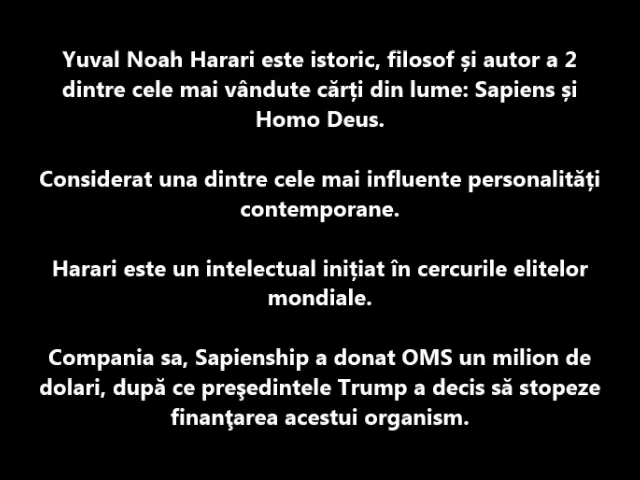 Yuval Noah Harari este istoric, filosof și autor a 2
dintre cele mai vândute cărți din lume: Sapiens și
Homo Deus.
Considerat una dintre cele mai influente personalități
contemporane.
Harari este un intelectual inițiat în cercurile elitelor
mondiale.
Compania sa, Sapienship a donat OMS un milion de
dolari, după ce preşedintele Trump a decis să stopeze
finanţarea acestui organism.